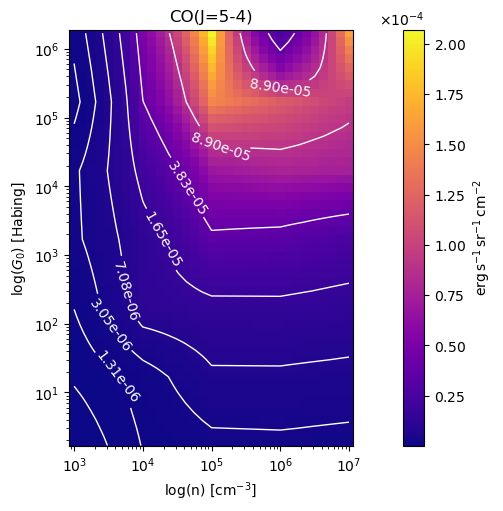 CO(J=5-4)
×10⁻⁴
log(G₀) [Habing]
10⁶
10⁵
10⁴
10³
10²
10¹
8.90e-05
8.90e-05
3.83e-05
1.65e-05
7.08e-06
3.05e-06
1.31e-06
10³ 10⁴ 10⁵ 10⁶ 10⁷
log(n) [cm⁻³]
2.00
1.75
1.50
1.25
1.00
0.75
0.50
0.25
erg s⁻¹ sr⁻¹ cm⁻²